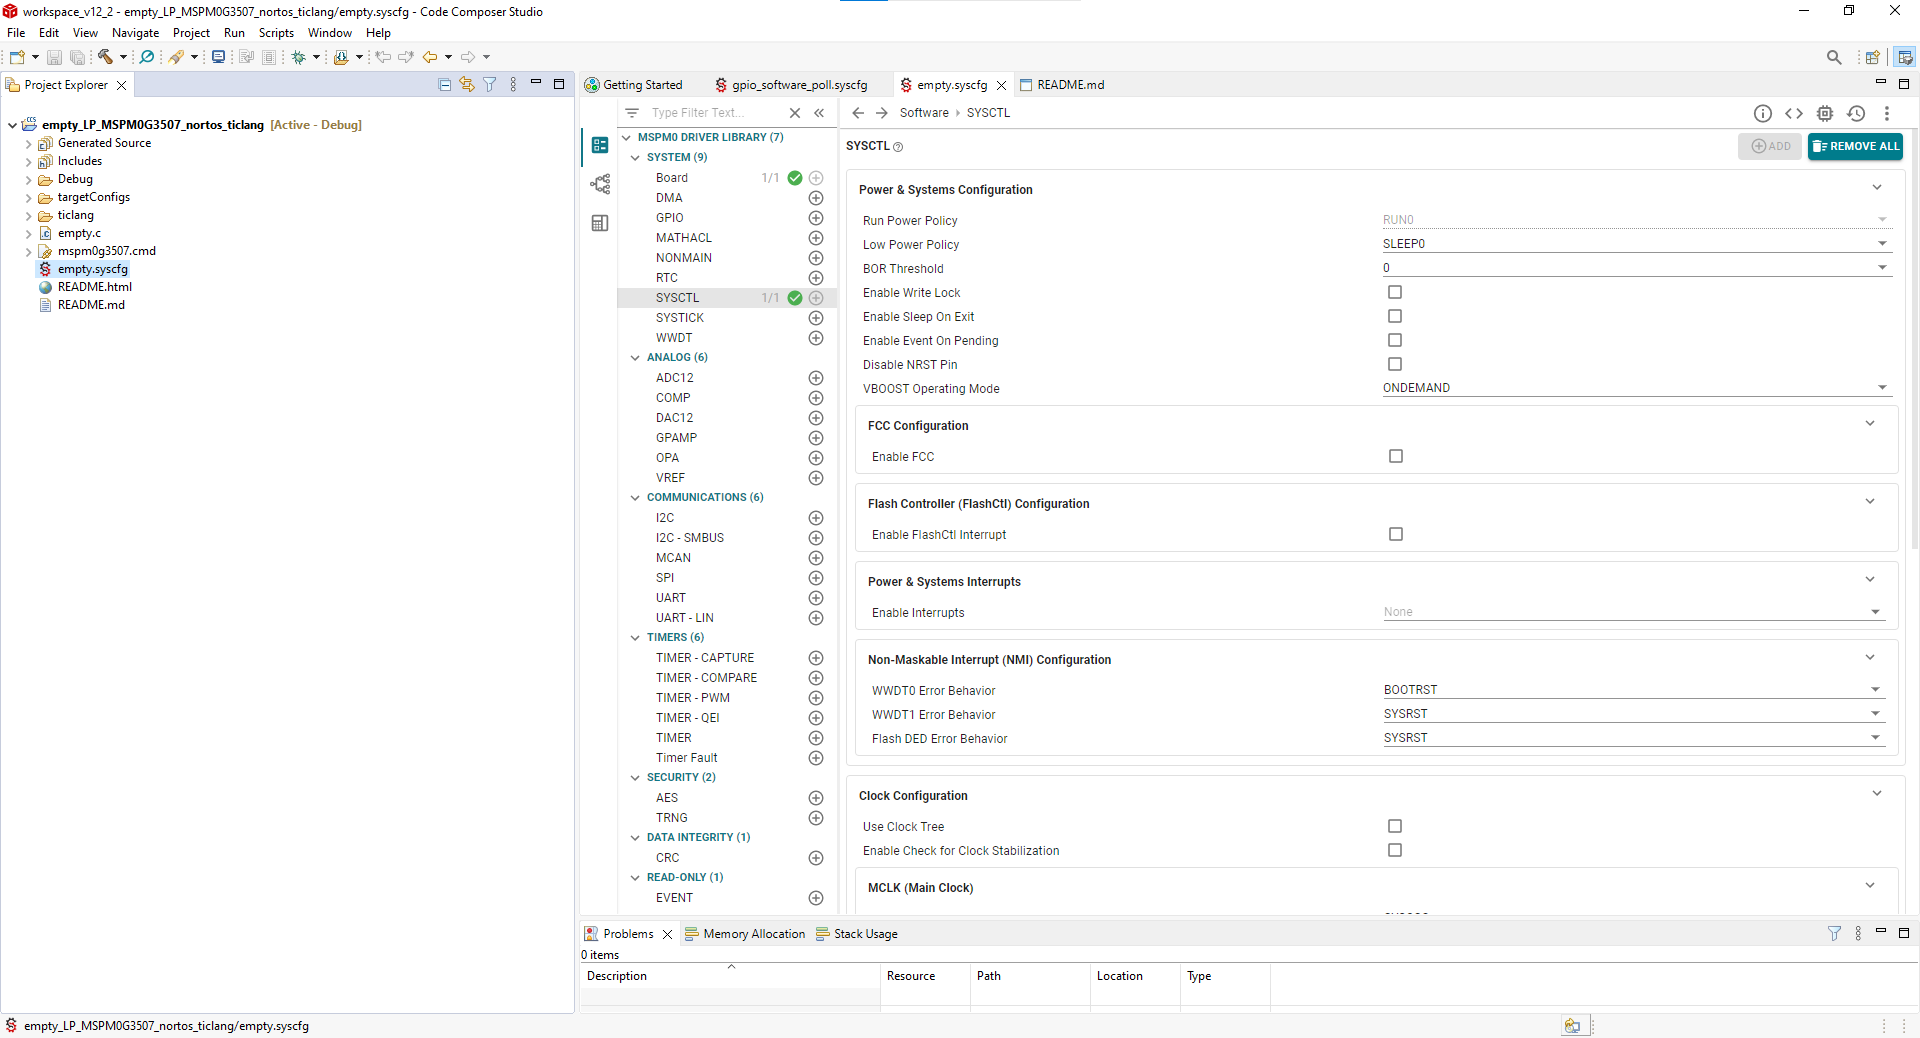 workspace_v12_2 - empty_LP_MSPM0G3507_nortos_ticlang/empty.syscfg - Code Composer Studio
File Edit View Navigate Project Run Scripts Window Help
Project Explorer
empty_LP_MSPM0G3507_nortos_ticlang [Active - Debug]
Generated Source
Includes
Debug
targetConfigs
ticlang
empty.c
mspm0g3507.cmd
empty.syscfg
README.html
README.md
Getting Started gpio_software_poll.syscfg empty.syscfg README.md
Type Filter Text...
MSPM0 DRIVER LIBRARY (7)
SYSTEM (9)
Board 1/1
DMA
GPIO
MATHACL
NONMAIN
RTC
SYSCTL 1/1
SYSTICK
WWDT
ANALOG (6)
ADC12
COMP
DAC12
GPAMP
OPA
VREF
COMMUNICATIONS (6)
I2C
I2C - SMBUS
MCAN
SPI
UART
UART - LIN
TIMERS (6)
TIMER - CAPTURE
TIMER - COMPARE
TIMER - PWM
TIMER - QEI
TIMER
Timer Fault
SECURITY (2)
AES
TRNG
DATA INTEGRITY (1)
CRC
READ-ONLY (1)
EVENT
Software > SYSCTL
SYSCTL
ADD
REMOVE ALL
Power & Systems Configuration
Run Power Policy RUN0
Low Power Policy SLEEP0
BOR Threshold 0
Enable Write Lock
Enable Sleep On Exit
Enable Event On Pending
Disable NRST Pin
VBOOST Operating Mode ONDEMAND
FCC Configuration
Enable FCC
Flash Controller (FlashCtl) Configuration
Enable FlashCtl Interrupt
Power & Systems Interrupts
Enable Interrupts None
Non-Maskable Interrupt (NMI) Configuration
WWDT0 Error Behavior BOOTRST
WWDT1 Error Behavior SYSRST
Flash DED Error Behavior SYSRST
Clock Configuration
Use Clock Tree
Enable Check for Clock Stabilization
MCLK (Main Clock)
Problems Memory Allocation Stack Usage
0 items
Description Resource Path Location Type
empty_LP_MSPM0G3507_nortos_ticlang/empty.syscfg